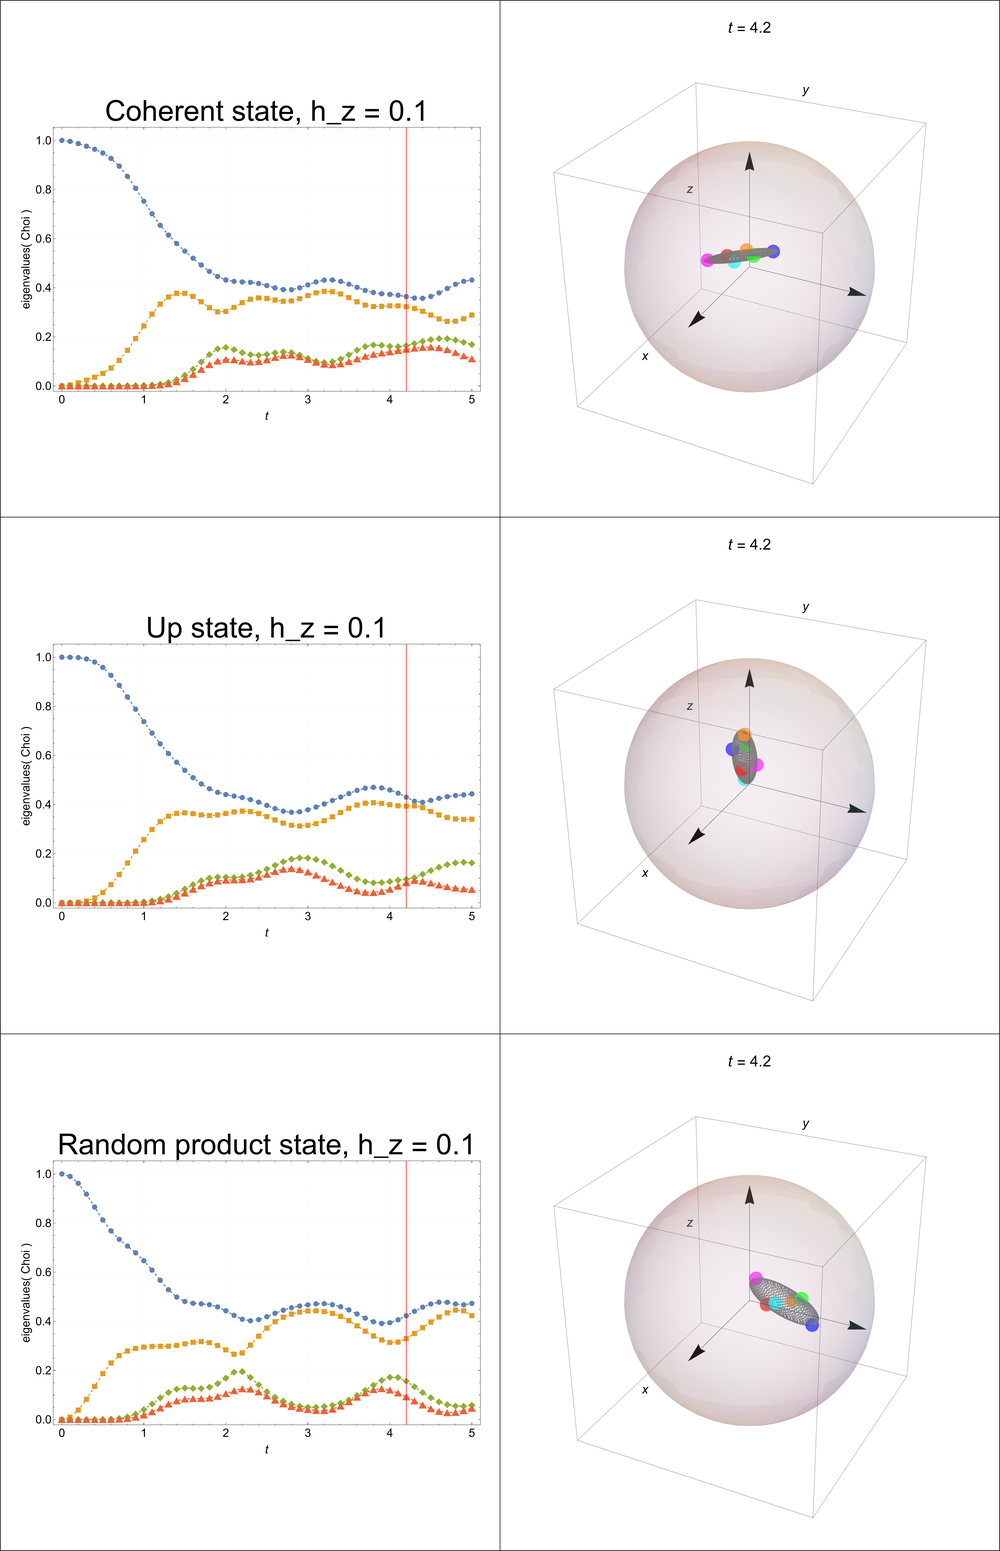 t = 4.2
Coherent state, h_z = 0.1
1.0
0.8
0.6
0.4
0.2
0.0
eigenvalues( Choi )
0 1 2 3 4 5
t
y
z
x
t = 4.2
Up state, h_z = 0.1
1.0
0.8
0.6
0.4
0.2
0.0
eigenvalues( Choi )
0 1 2 3 4 5
t
y
z
x
t = 4.2
Random product state, h_z = 0.1
1.0
0.8
0.6
0.4
0.2
0.0
eigenvalues( Choi )
0 1 2 3 4 5
t
y
z
x